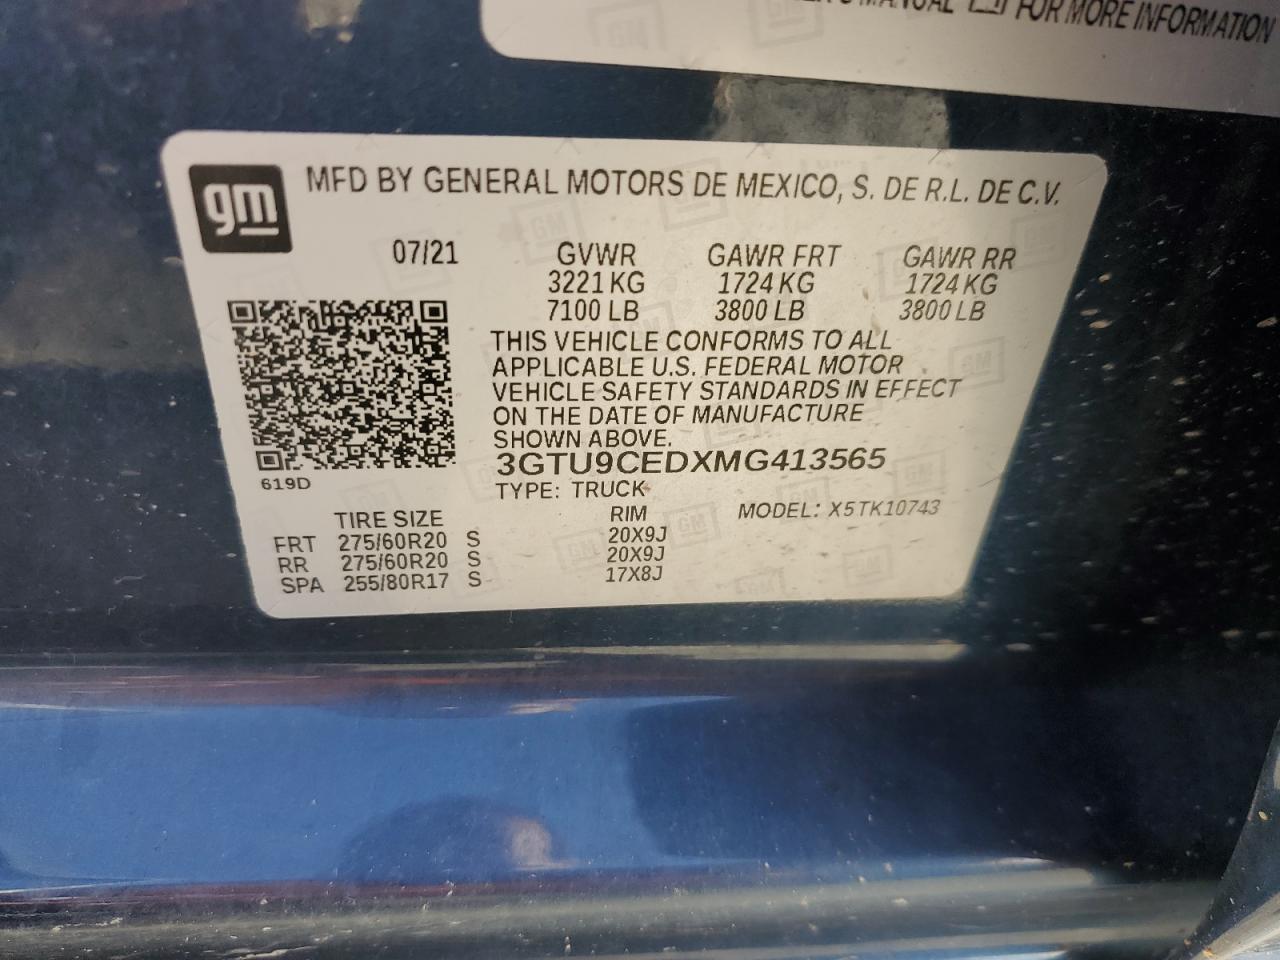 MANUAL FOR MORE INFORMATION
gm
MFD BY GENERAL MOTORS DE MEXICO, S. DE R.L. DE C.V.
07/21 GVWR GAWR FRT GAWR RR
3221 KG 1724 KG 1724 KG
7100 LB 3800 LB 3800 LB
THIS VEHICLE CONFORMS TO ALL
APPLICABLE U.S. FEDERAL MOTOR
VEHICLE SAFETY STANDARDS IN EFFECT
ON THE DATE OF MANUFACTURE
SHOWN ABOVE.
3GTU9CEDXMG413565
619D
TYPE: TRUCK
TIRE SIZE RIM MODEL: X5TK10743
FRT 275/60R20 S 20X9J
RR 275/60R20 S 20X9J
SPA 255/80R17 S 17X8J